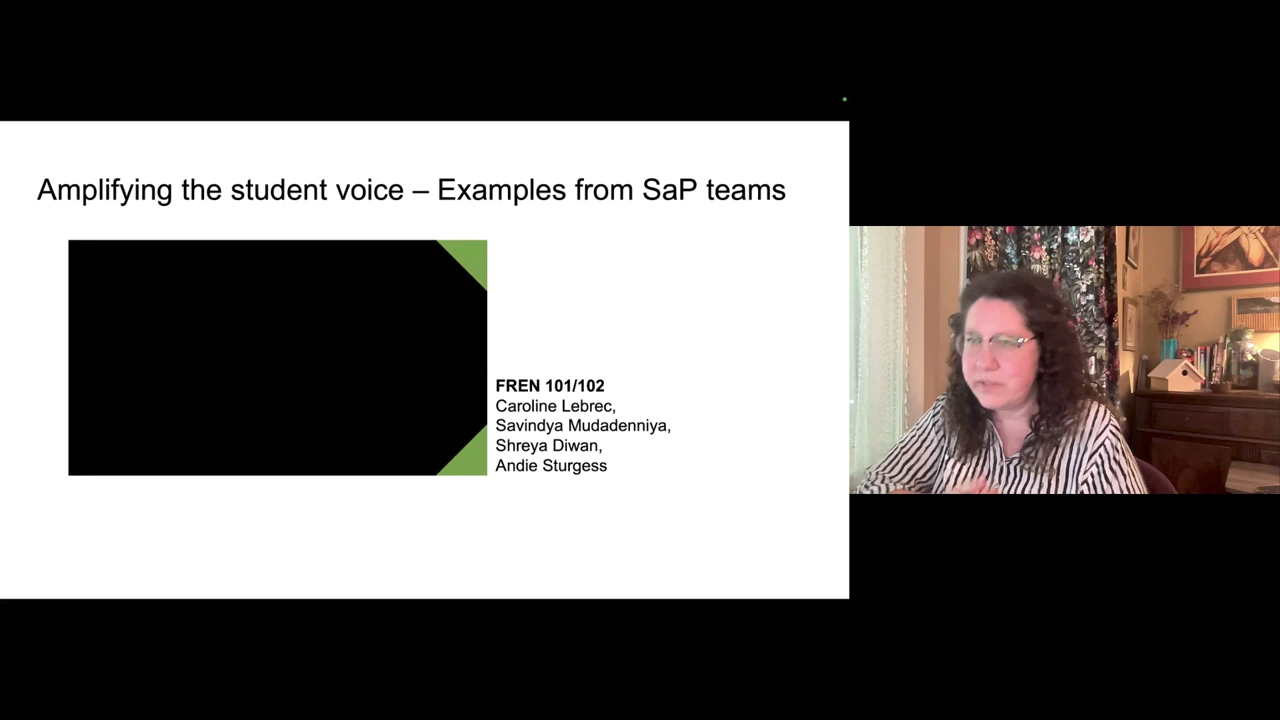 Amplifying the student voice – Examples from SaP teams
FREN 101/102
Caroline Lebrec,
Savindya Mudadenniya,
Shreya Diwan,
Andie Sturgess